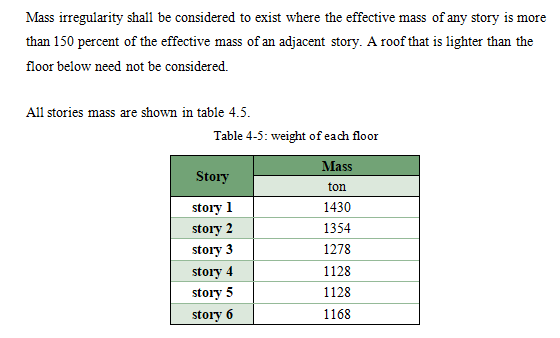 Mass irregularity shall be considered to exist where the effective mass of any story is more
than 150 percent of the effective mass of an adjacent story. A roof that is lighter than the
floor below need not be considered.
All stories mass are shown in table 4.5.
Table 4-5: weight of each floor
Story Mass
ton
story 1 1430
story 2 1354
story 3 1278
story 4 1128
story 5 1128
story 6 1168